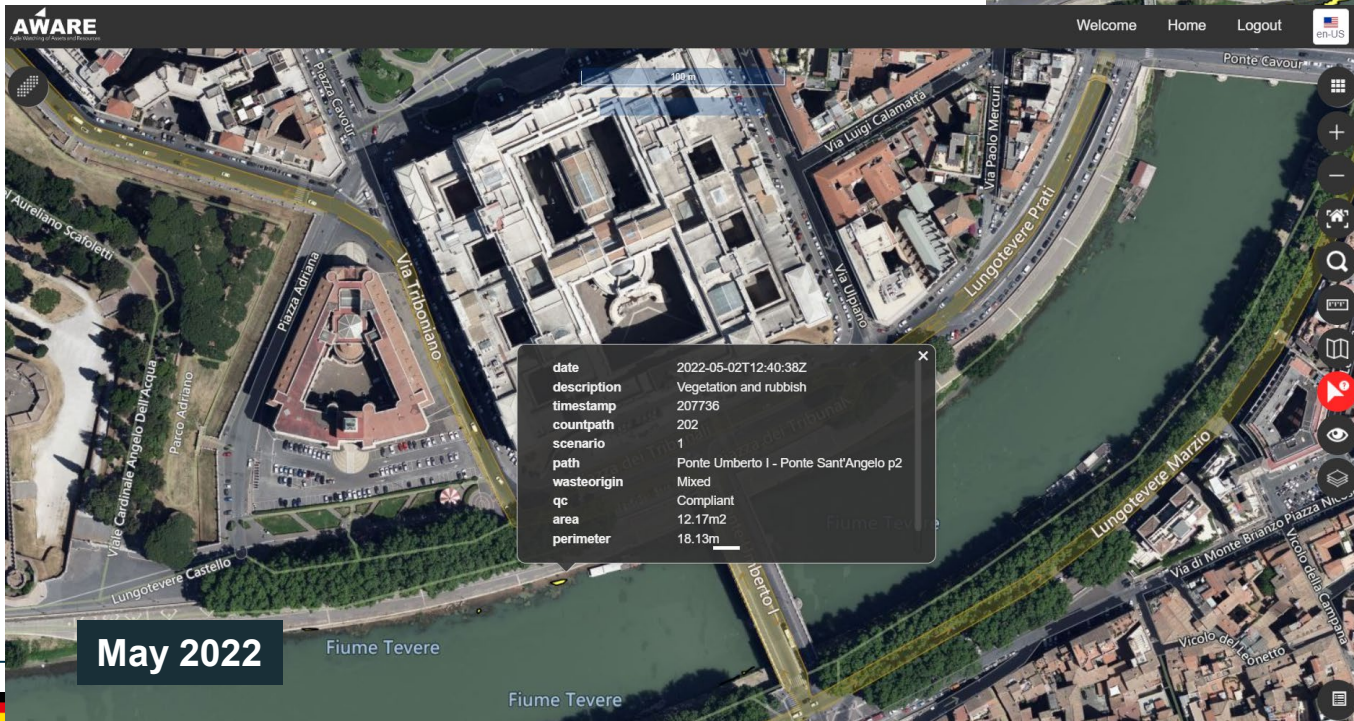 AWARE
Agile Watching of Assets and Resources
Welcome Home Logout
en-US
Ponte Cavour
Piazza Cavour
100 m
Via Luigi Calamatta
Via Paolo Mercuri
Aureliano Scafoletti
Lungotevere Prati
Via Ulpiano
Piazza Adriana
Via Triboniano
Parco Adriano
Viale Cardinale Angelo Dell'Acqua
date 2022-05-02T12:40:38Z
description Vegetation and rubbish
timestamp 207736
countpath 202
scenario 1
path Ponte Umberto I - Ponte Sant'Angelo p2
wasteorigin Mixed
qc Compliant
area 12.17m2
perimeter 18.13m
Fiume Tevere
Lungotevere Marzio
Via di Monte Brianzo
Vicolo della Campana
Lungotevere Castello
Umberto I
Vicolo del Leonetto
May 2022
Fiume Tevere
Fiume Tevere